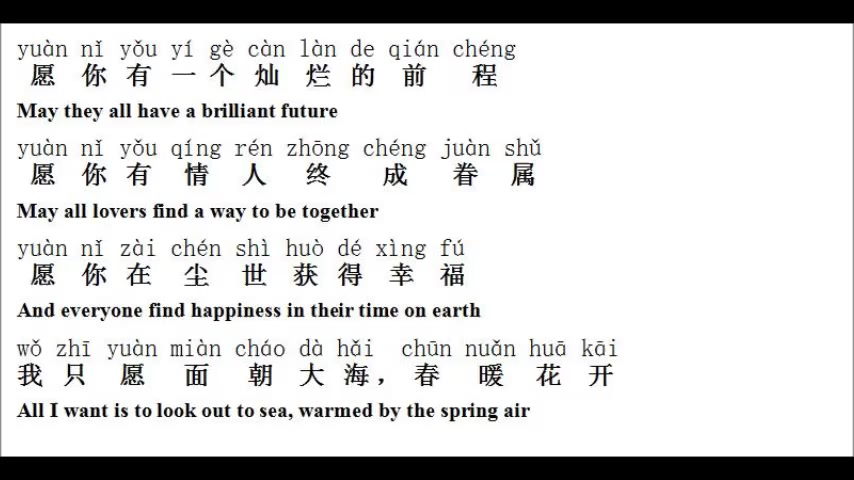 yuàn nǐ yǒu yí gè càn làn de qián chéng
愿 你 有 一 个 灿 烂 的 前 程
May they all have a brilliant future
yuàn nǐ yǒu qíng rén zhōng chéng juàn shǔ
愿 你 有 情 人 终 成 眷 属
May all lovers find a way to be together
yuàn nǐ zài chén shì huò dé xìng fú
愿 你 在 尘 世 获 得 幸 福
And everyone find happiness in their time on earth
wǒ zhī yuàn miàn cháo dà hǎi chūn nuǎn huā kāi
我 只 愿 面 朝 大 海，春 暖 花 开
All I want is to look out to sea, warmed by the spring air